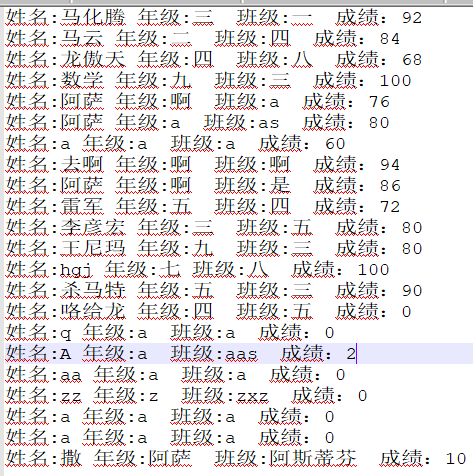 姓名:马化腾 年级:三 班级:一 成绩：92
姓名:马云 年级:二 班级:四 成绩：84
姓名:龙傲天 年级:四 班级:八 成绩：68
姓名:数学 年级:九 班级:三 成绩：100
姓名:阿萨 年级:啊 班级:a 成绩：76
姓名:阿萨 年级:a 班级:as 成绩：80
姓名:a 年级:a 班级:a 成绩：60
姓名:去啊 年级:啊 班级:啊 成绩：94
姓名:阿萨 年级:啊 班级:是 成绩：86
姓名:雷军 年级:五 班级:四 成绩：72
姓名:李彦宏 年级:三 班级:五 成绩：80
姓名:王尼玛 年级:九 班级:三 成绩：80
姓名:hgj 年级:七 班级:八 成绩：100
姓名:杀马特 年级:五 班级:三 成绩：90
姓名:咯给龙 年级:四 班级:五 成绩：0
姓名:q 年级:a 班级:a 成绩：0
姓名:A 年级:a 班级:aas 成绩：2
姓名:aa 年级:a 班级:a 成绩：0
姓名:zz 年级:z 班级:zxz 成绩：0
姓名:a 年级:a 班级:a 成绩：0
姓名:a 年级:a 班级:a 成绩：0
姓名:撒 年级:阿萨 班级:阿斯蒂芬 成绩：10